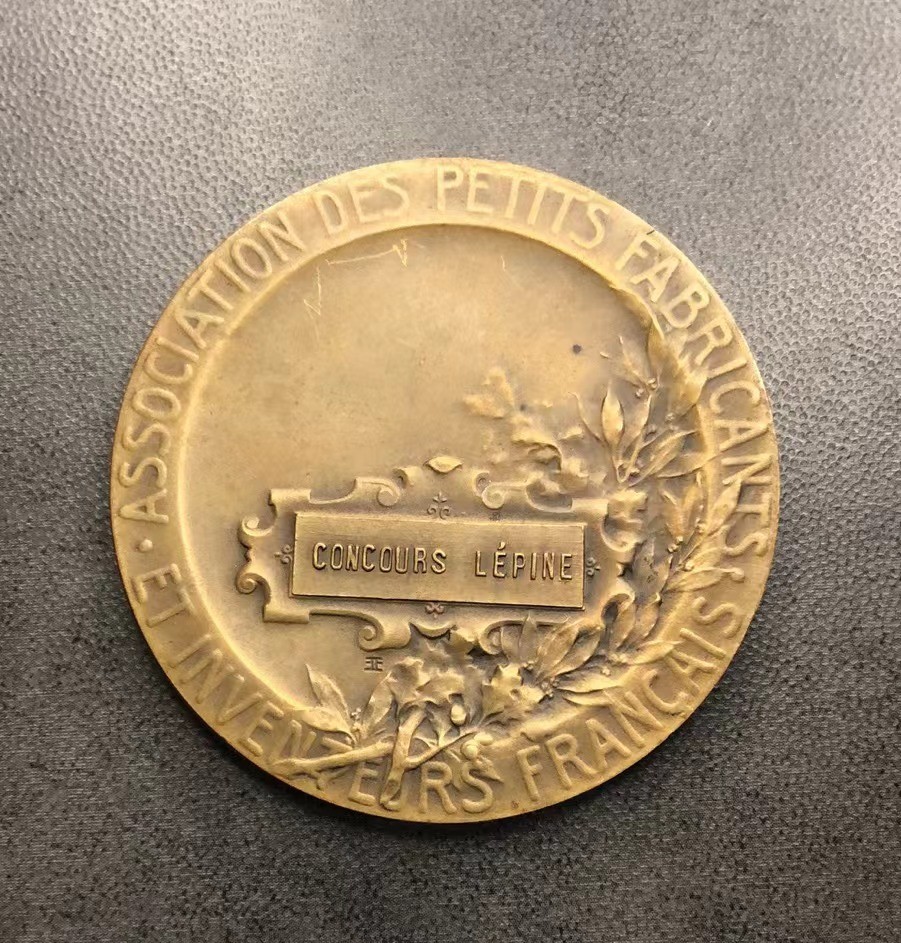 ASSOCIATION DES PETITS FABRICANTS
· ET INVENTEURS FRANÇAIS
CONCOURS LÉPINE